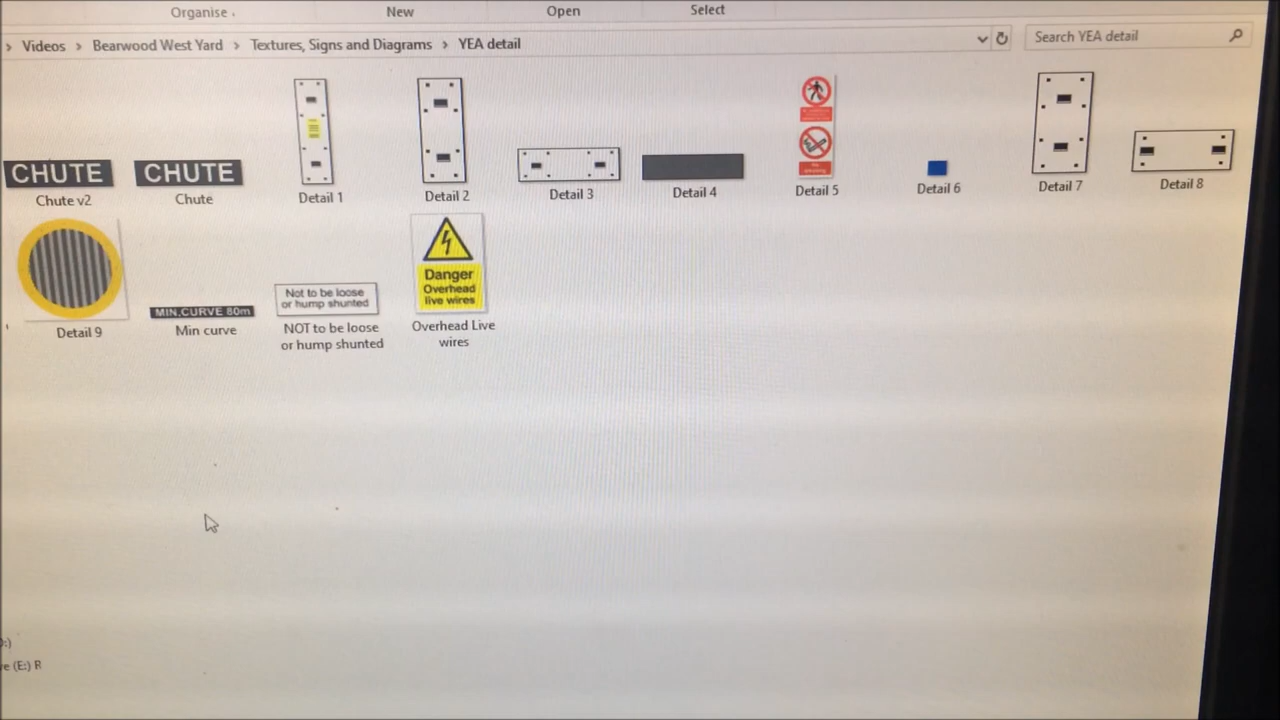 Organise
New
Open
Select
Videos > Bearwood West Yard > Textures, Signs and Diagrams > YEA detail
Search YEA detail
CHUTE
Chute v2
CHUTE
Chute
Detail 1
Detail 2
Detail 3
Detail 4
Detail 5
Detail 6
Detail 7
Detail 8
Detail 9
MIN.CURVE 80m
Min curve
Not to be loose
or hump shunted
NOT to be loose
or hump shunted
Danger
Overhead
live wires
Overhead Live
wires
:)
ve (E:) R